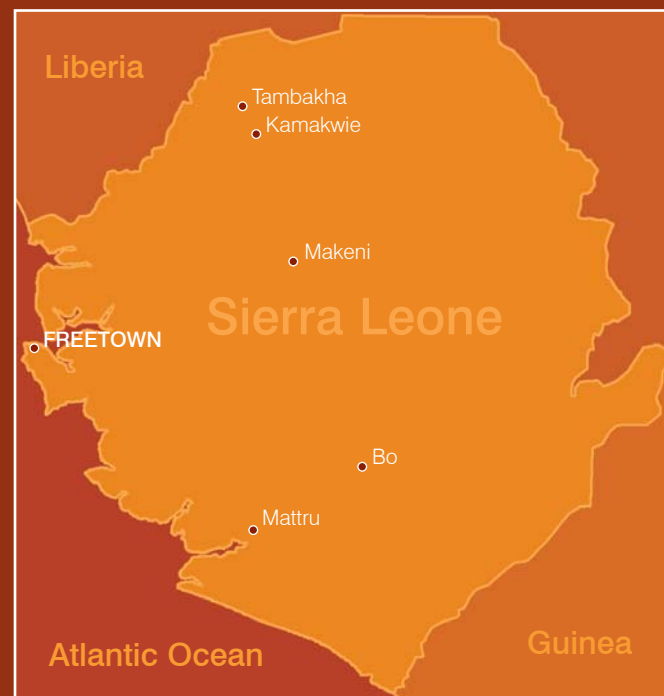 Liberia
Tambakha
Kamakwie
Makeni
Sierra Leone
FREETOWN
Bo
Mattru
Guinea
Atlantic Ocean